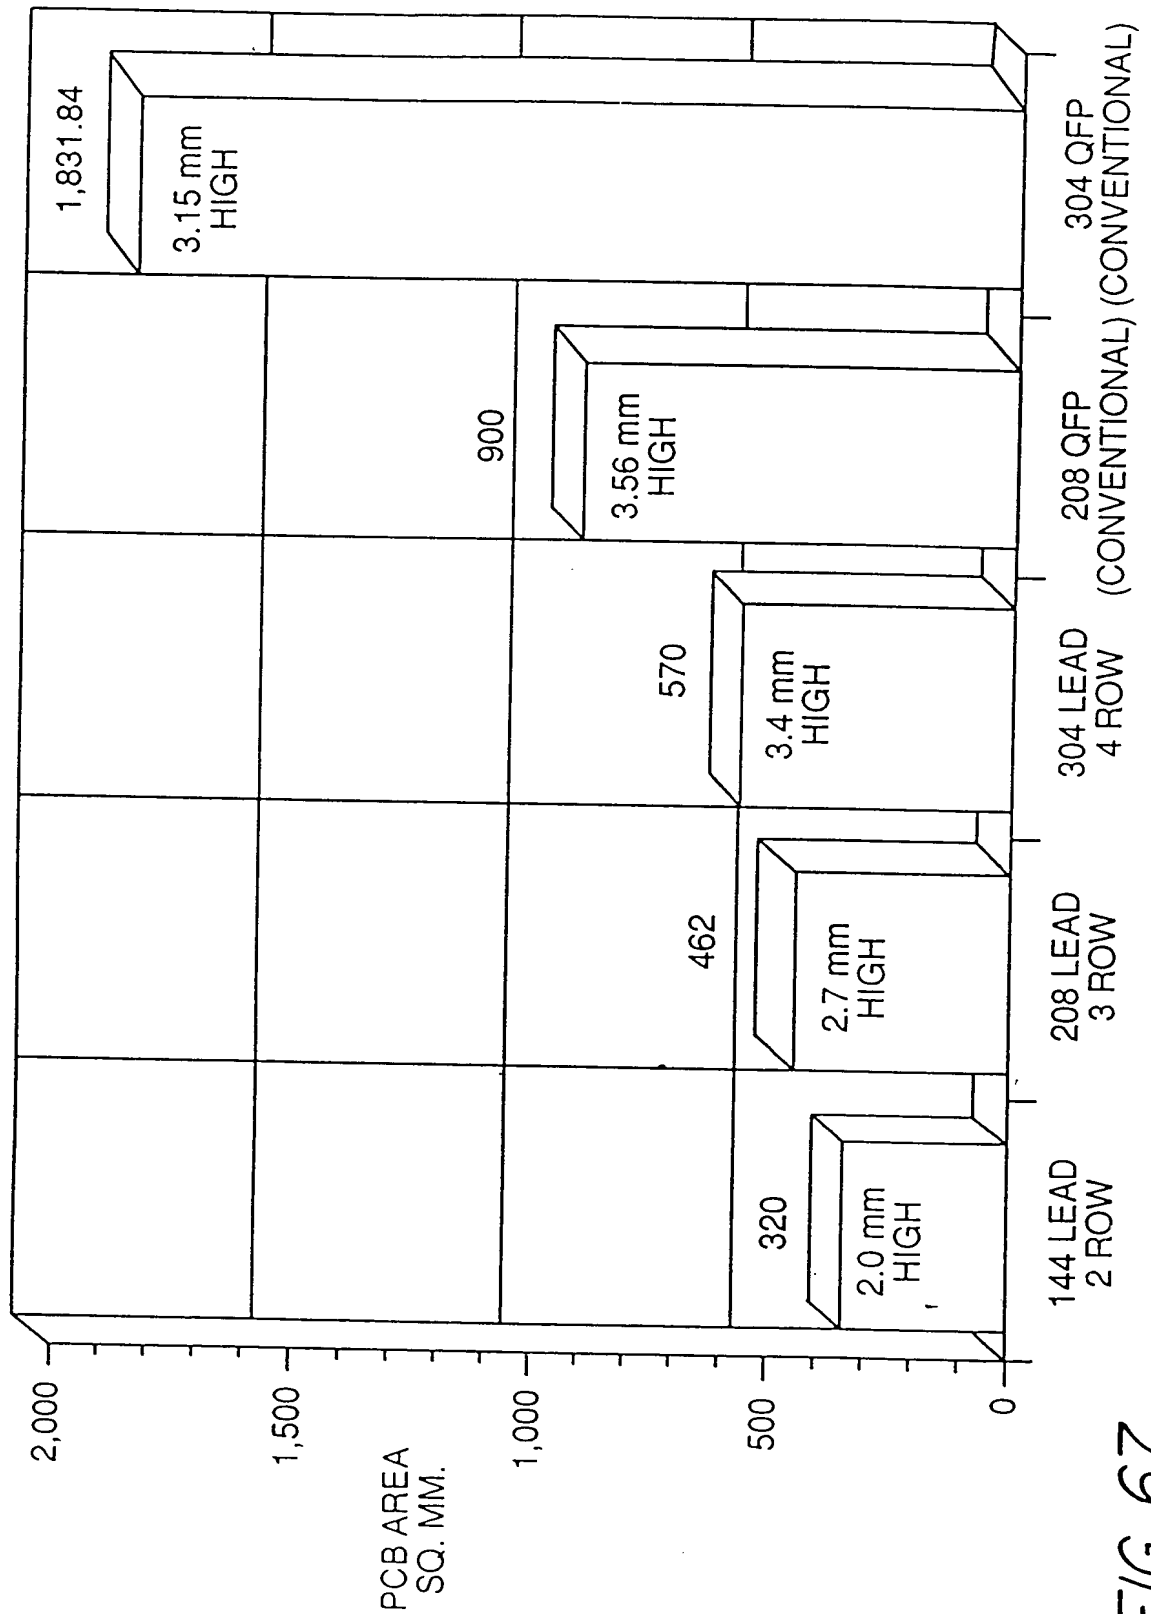 2,000
1,500
1,000
500
0
PCB AREA
SQ. MM.
320
2.0 mm
HIGH
462
2.7 mm
HIGH
570
3.4 mm
HIGH
900
3.56 mm
HIGH
1,831.84
3.15 mm
HIGH
144 LEAD
2 ROW
208 LEAD
3 ROW
304 LEAD
4 ROW
208 QFP
(CONVENTIONAL)
304 QFP
(CONVENTIONAL)
FIG. 29